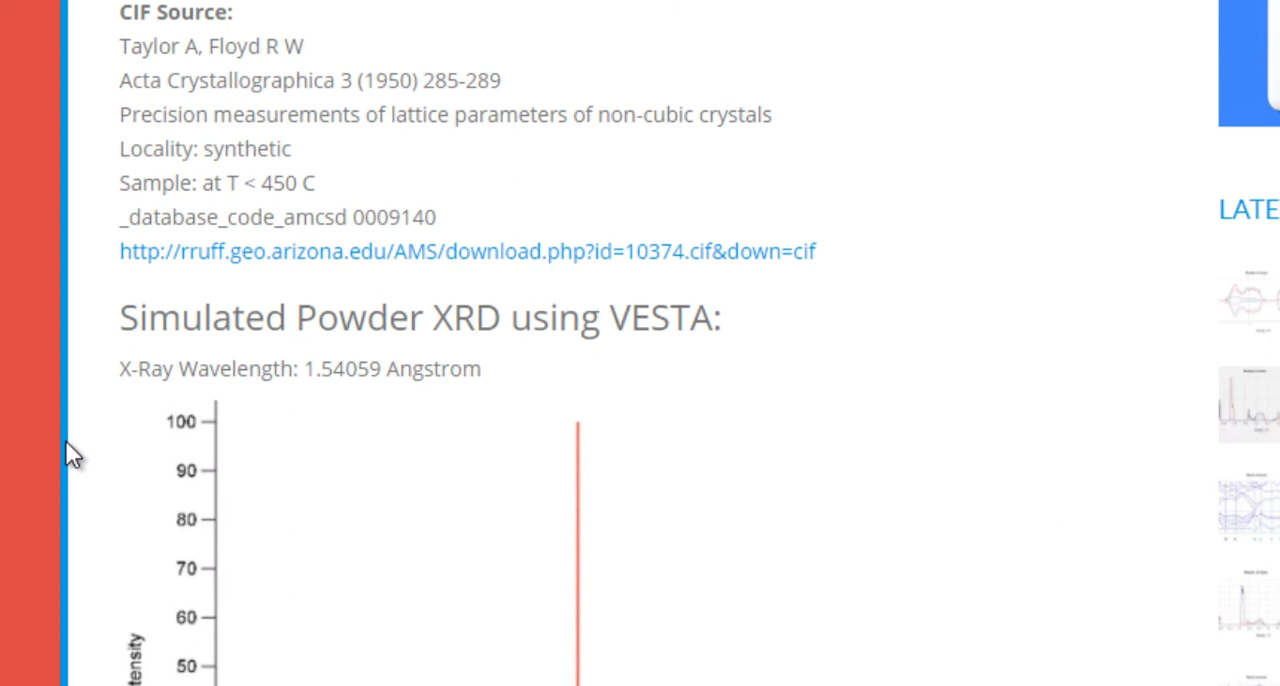 CIF Source:
Taylor A, Floyd R W
Acta Crystallographica 3 (1950) 285-289
Precision measurements of lattice parameters of non-cubic crystals
Locality: synthetic
Sample: at T < 450 C
_database_code_amcsd 0009140
http://rruff.geo.arizona.edu/AMS/download.php?id=10374.cif&down=cif
LATE
Simulated Powder XRD using VESTA:
X-Ray Wavelength: 1.54059 Angstrom
100
90
80
70
60
50
tensity